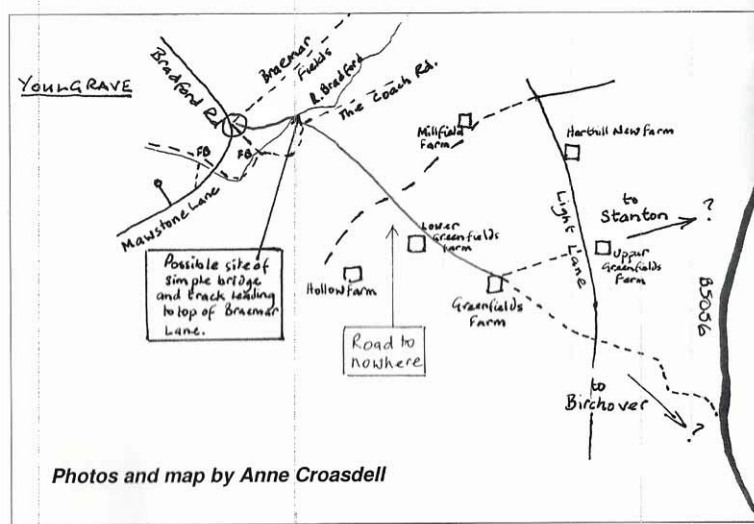 YOULGRAVE
Bradford Rd
Braemar
Fields
R. Bradford
The Coach Rd.
FB
FB
Mawstone Lane
Millfield
Farm
Harthill New Farm
Light Lane
to
Stanton
?
Upper
Greenfields
Farm
B5056
Lower
Greenfields
Farm
Hollow Farm
Greenfields
Farm
Possible site of
simple bridge
and track leading
to top of Braemar
Lane.
Road to
nowhere
to
Birchover
?
Photos and map by Anne Croasdell